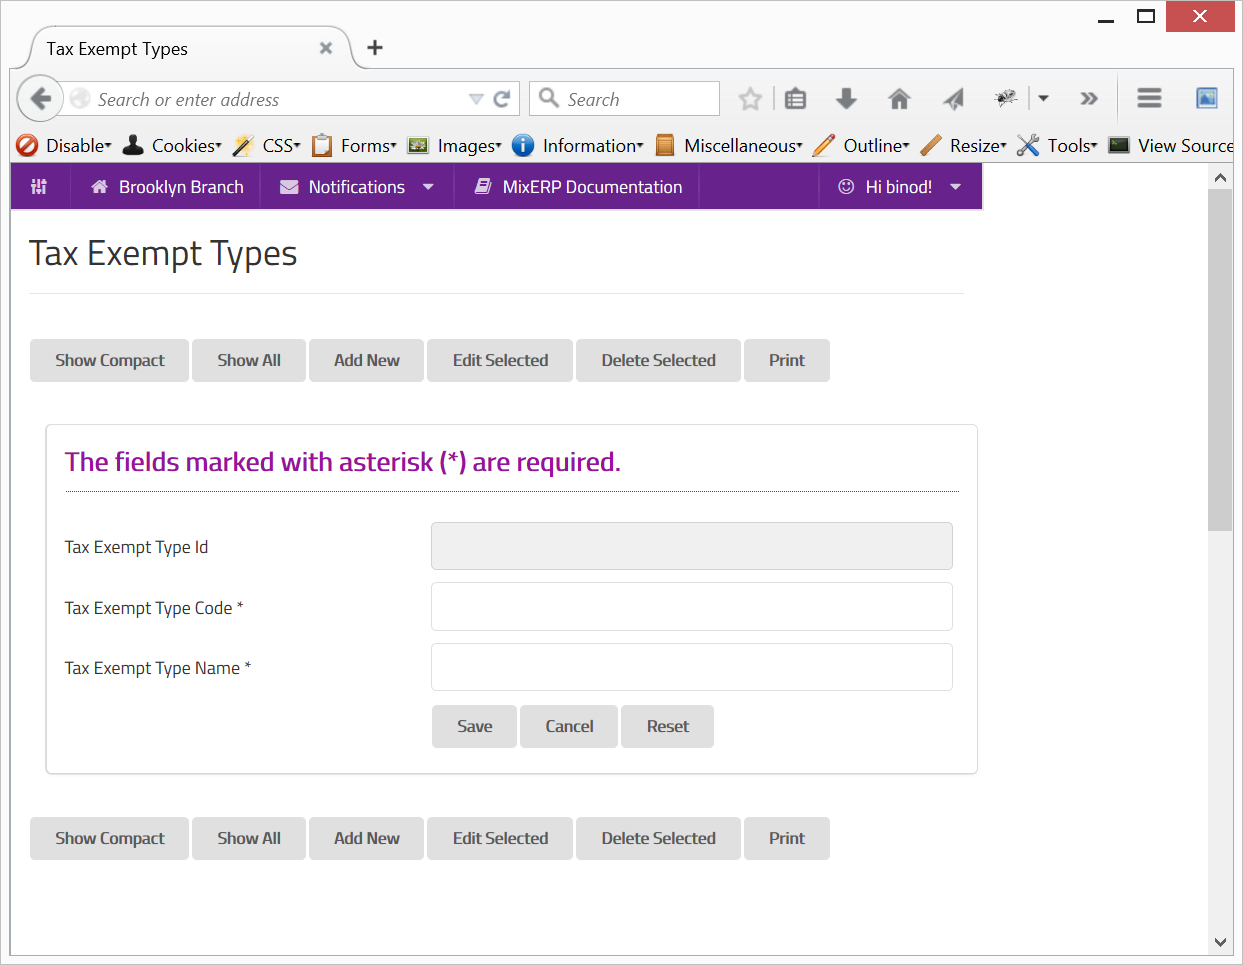 Tax Exempt Types
Search or enter address
Search
Disable Cookies CSS Forms Images Information Miscellaneous Outline Resize Tools View Source
Brooklyn Branch Notifications MixERP Documentation Hi binod!
Tax Exempt Types
Show Compact Show All Add New Edit Selected Delete Selected Print
The fields marked with asterisk (*) are required.
Tax Exempt Type Id
Tax Exempt Type Code *
Tax Exempt Type Name *
Save Cancel Reset
Show Compact Show All Add New Edit Selected Delete Selected Print